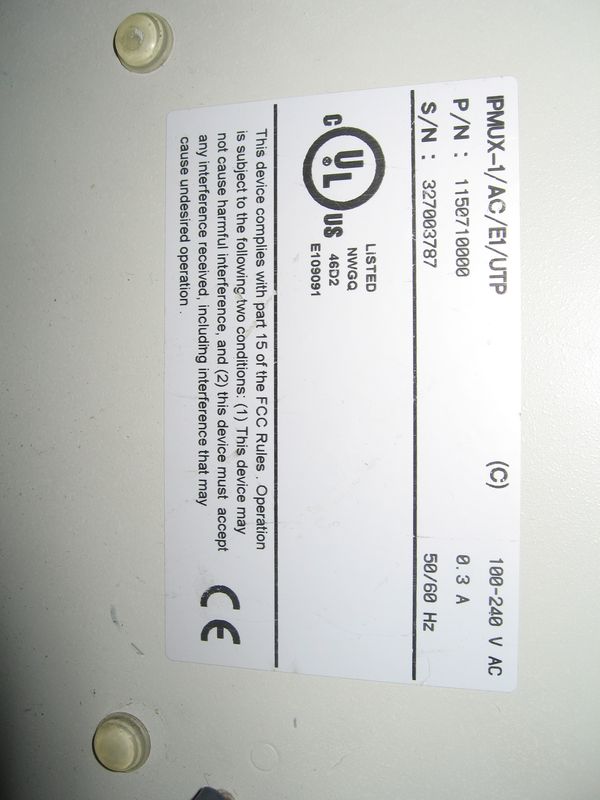 IPMUX-1/AC/E1/UTP (C) 100-240 V AC
P/N : 1150710000 0.3 A
S/N : 327003787 50/60 Hz
C UL ® US
LISTED
NWGQ
46D2
E109091
This device complies with part 15 of the FCC Rules . Operation
is subject to the following two conditions: (1) This device may
not cause harmful interference, and (2) this device must accept
any interference received, including interference that may
cause undesired operation .
CE